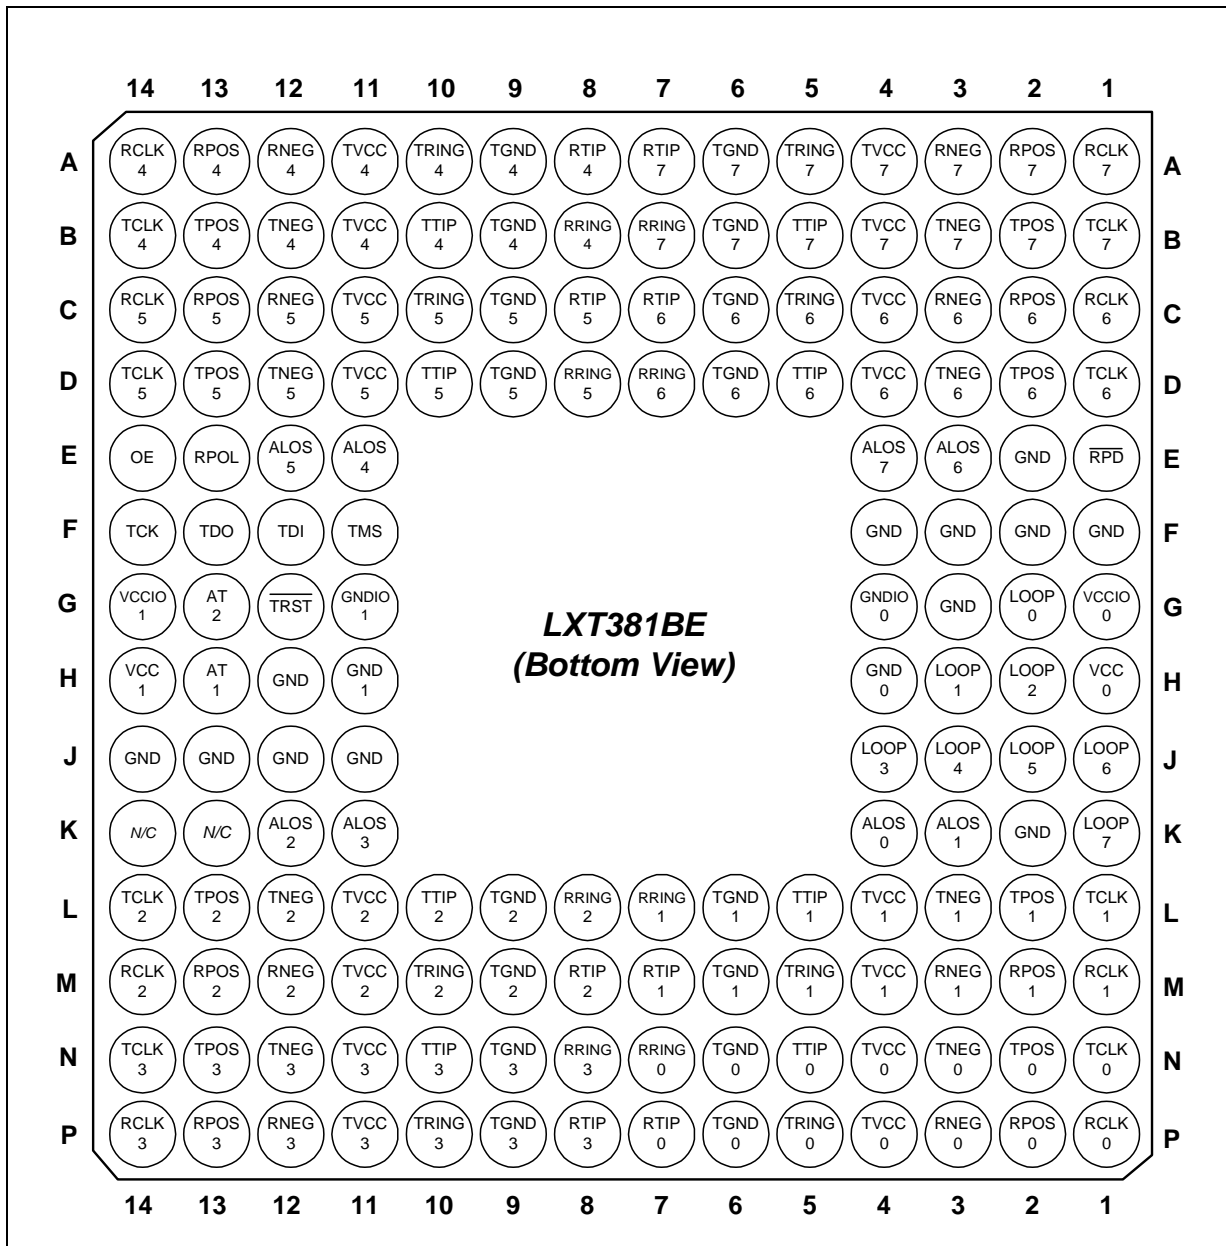 14 13 12 11 10 9 8 7 6 5 4 3 2 1
A RCLK 4 RPOS 4 RNEG 4 TVCC 4 TRING 4 TGND 4 RTIP 4 RTIP 7 TGND 7 TRING 7 TVCC 7 RNEG 7 RPOS 7 RCLK 7 A
B TCLK 4 TPOS 4 TNEG 4 TVCC 4 TTIP 4 TGND 4 RRING 4 RRING 7 TGND 7 TTIP 7 TVCC 7 TNEG 7 TPOS 7 TCLK 7 B
C RCLK 5 RPOS 5 RNEG 5 TVCC 5 TRING 5 TGND 5 RTIP 5 RTIP 6 TGND 6 TRING 6 TVCC 6 RNEG 6 RPOS 6 RCLK 6 C
D TCLK 5 TPOS 5 TNEG 5 TVCC 5 TTIP 5 TGND 5 RRING 5 RRING 6 TGND 6 TTIP 6 TVCC 6 TNEG 6 TPOS 6 TCLK 6 D
E OE RPOL ALOS 5 ALOS 4 ALOS 7 ALOS 6 GND RPD E
F TCK TDO TDI TMS GND GND GND GND F
G VCCIO 1 AT 2 TRST GNDIO 1 GNDIO 0 GND LOOP 0 VCCIO 0 G
LXT381BE
(Bottom View)
H VCC 1 AT 1 GND GND 1 GND 0 LOOP 1 LOOP 2 VCC 0 H
J GND GND GND GND LOOP 3 LOOP 4 LOOP 5 LOOP 6 J
K N/C N/C ALOS 2 ALOS 3 ALOS 0 ALOS 1 GND LOOP 7 K
L TCLK 2 TPOS 2 TNEG 2 TVCC 2 TTIP 2 TGND 2 RRING 2 RRING 1 TGND 1 TTIP 1 TVCC 1 TNEG 1 TPOS 1 TCLK 1 L
M RCLK 2 RPOS 2 RNEG 2 TVCC 2 TRING 2 TGND 2 RTIP 2 RTIP 1 TGND 1 TRING 1 TVCC 1 RNEG 1 RPOS 1 RCLK 1 M
N TCLK 3 TPOS 3 TNEG 3 TVCC 3 TTIP 3 TGND 3 RRING 3 RRING 0 TGND 0 TTIP 0 TVCC 0 TNEG 0 TPOS 0 TCLK 0 N
P RCLK 3 RPOS 3 RNEG 3 TVCC 3 TRING 3 TGND 3 RTIP 3 RTIP 0 TGND 0 TRING 0 TVCC 0 RNEG 0 RPOS 0 RCLK 0 P
14 13 12 11 10 9 8 7 6 5 4 3 2 1